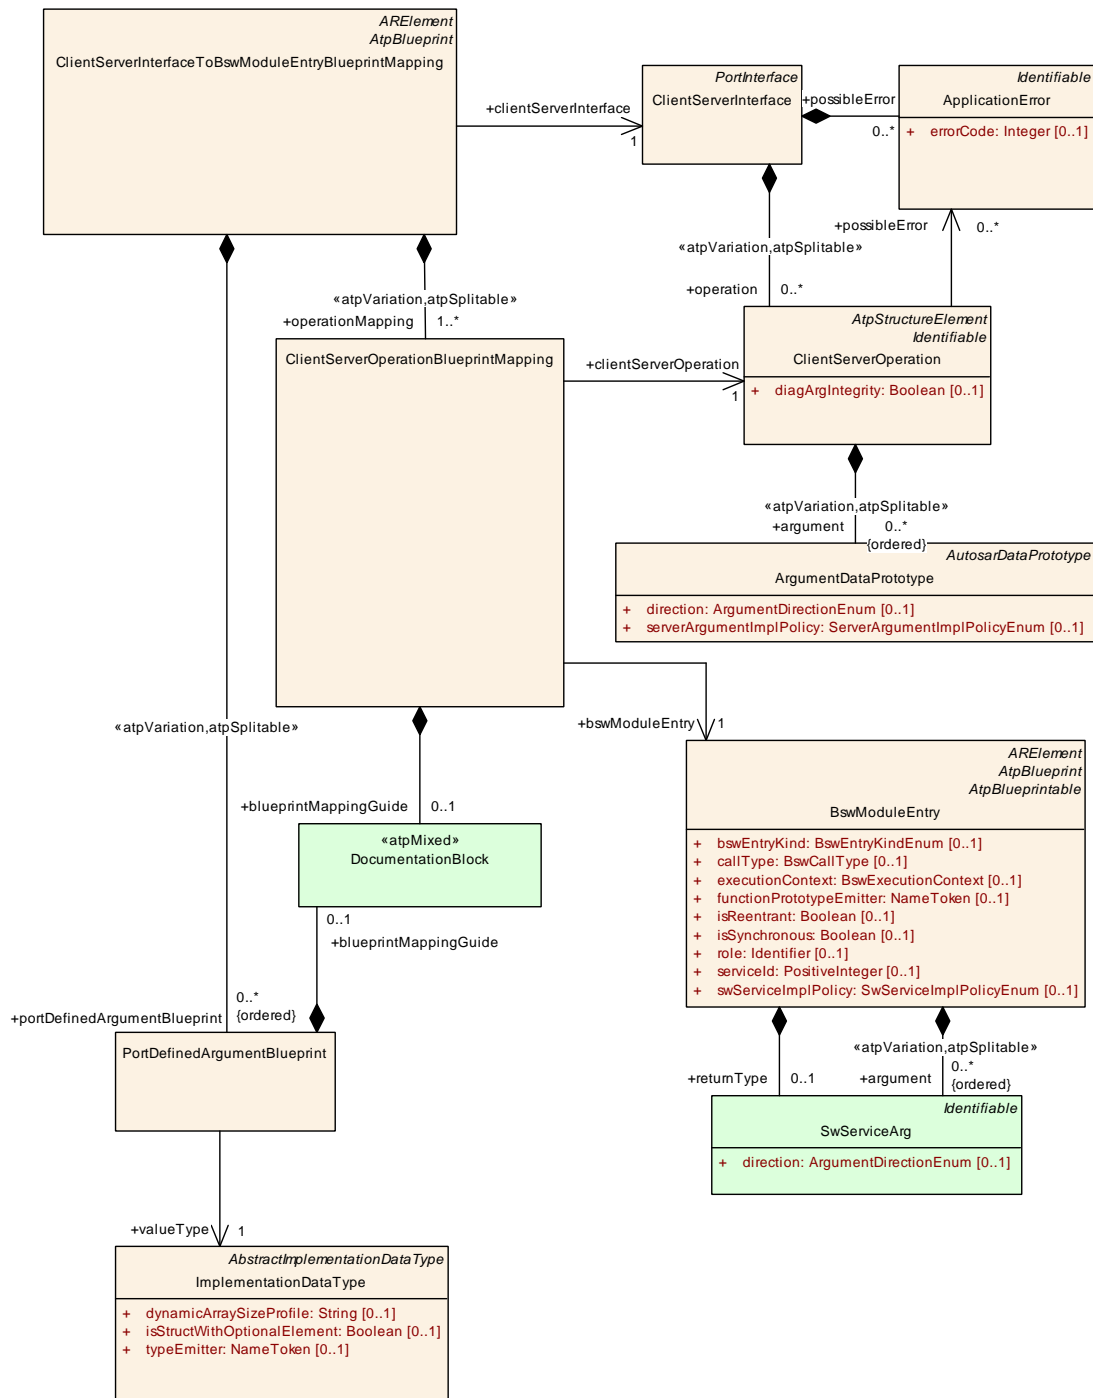 ARElement
AtpBlueprint
ClientServerInterfaceToBswModuleEntryBlueprintMapping
+clientServerInterface
1
PortInterface
ClientServerInterface
+possibleError
0..*
Identifiable
ApplicationError
+ errorCode: Integer [0..1]
+possibleError
0..*
«atpVariation,atpSplitable»
+operation
0..*
«atpVariation,atpSplitable»
+operationMapping
1..*
ClientServerOperationBlueprintMapping
+clientServerOperation
1
AtpStructureElement
Identifiable
ClientServerOperation
+ diagArgIntegrity: Boolean [0..1]
«atpVariation,atpSplitable»
+argument
0..*
{ordered}
AutosarDataPrototype
ArgumentDataPrototype
+ direction: ArgumentDirectionEnum [0..1]
+ serverArgumentImplPolicy: ServerArgumentImplPolicyEnum [0..1]
«atpVariation,atpSplitable»
+bswModuleEntry
1
ARElement
AtpBlueprint
AtpBlueprintable
BswModuleEntry
+ bswEntryKind: BswEntryKindEnum [0..1]
+ callType: BswCallType [0..1]
+ executionContext: BswExecutionContext [0..1]
+ functionPrototypeEmitter: NameToken [0..1]
+ isReentrant: Boolean [0..1]
+ isSynchronous: Boolean [0..1]
+ role: Identifier [0..1]
+ serviceId: PositiveInteger [0..1]
+ swServiceImplPolicy: SwServiceImplPolicyEnum [0..1]
+blueprintMappingGuide
0..1
«atpMixed»
DocumentationBlock
0..1
+blueprintMappingGuide
0..*
{ordered}
+portDefinedArgumentBlueprint
PortDefinedArgumentBlueprint
«atpVariation,atpSplitable»
+returnType
0..1
+argument
0..*
{ordered}
Identifiable
SwServiceArg
+ direction: ArgumentDirectionEnum [0..1]
+valueType
1
AbstractImplementationDataType
ImplementationDataType
+ dynamicArraySizeProfile: String [0..1]
+ isStructWithOptionalElement: Boolean [0..1]
+ typeEmitter: NameToken [0..1]